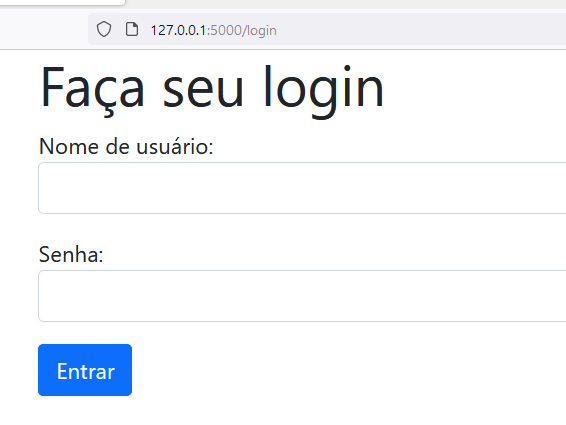 127.0.0.1:5000/login
Faça seu login
Nome de usuário:
Senha:
Entrar